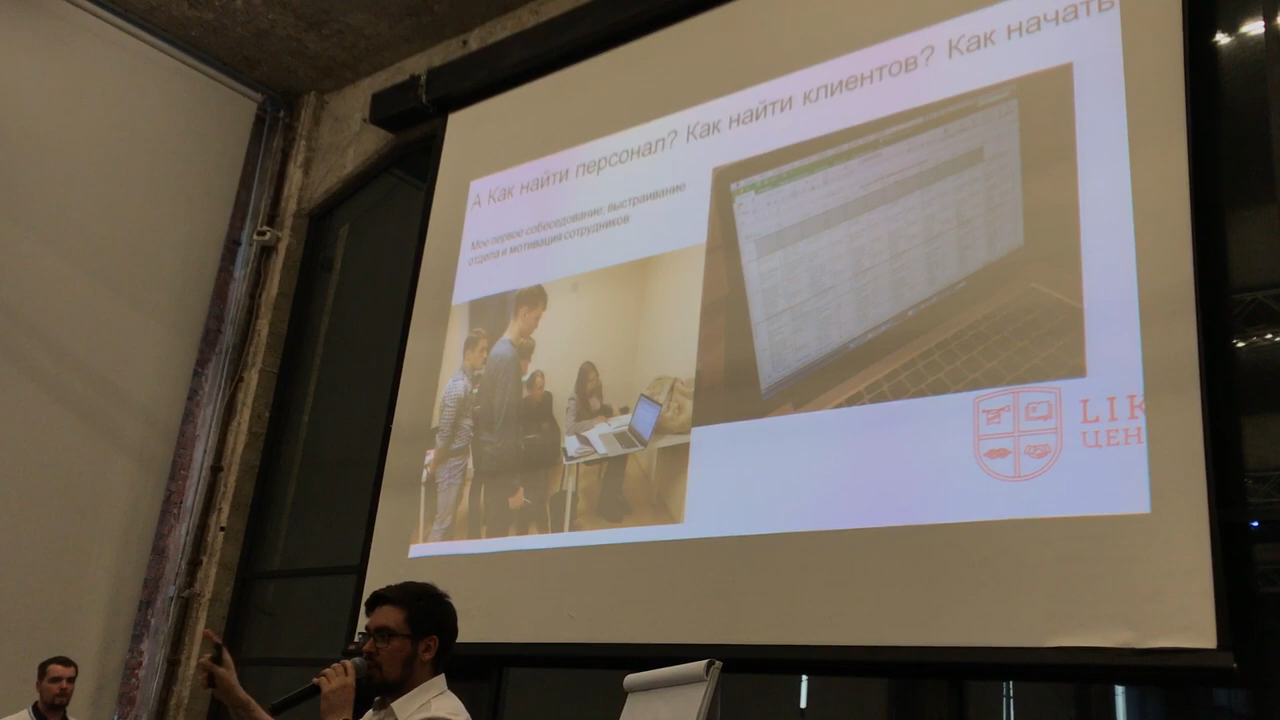 А Как найти персонал? Как найти клиентов? Как начать
Мое первое собеседование, выстраивание
отдела и мотивация сотрудников
LIK
ЦЕН